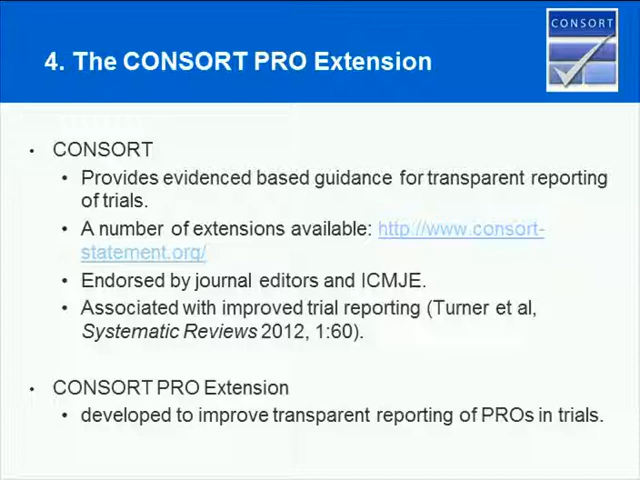 CONSORT
4. The CONSORT PRO Extension
• CONSORT
• Provides evidenced based guidance for transparent reporting
of trials.
• A number of extensions available: http://www.consort-
statement.org/
• Endorsed by journal editors and ICMJE.
• Associated with improved trial reporting (Turner et al,
Systematic Reviews 2012, 1:60).
• CONSORT PRO Extension
• developed to improve transparent reporting of PROs in trials.